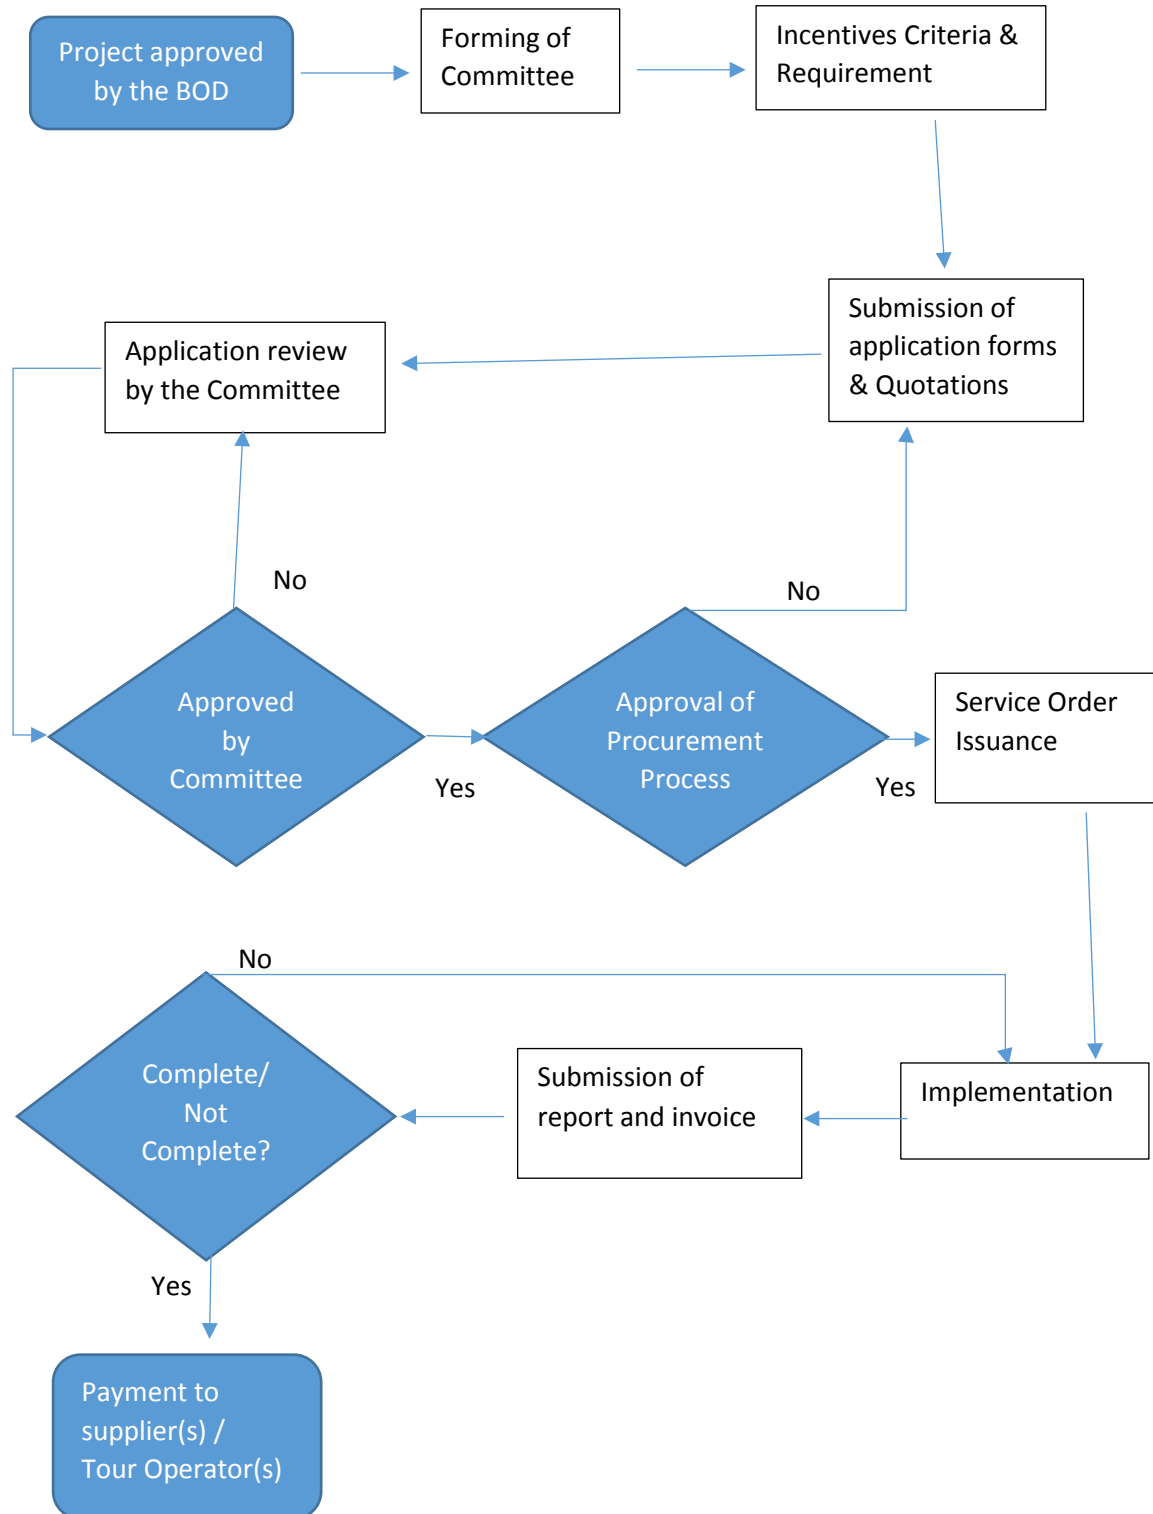 Project approved
by the BOD
Forming of
Committee
Incentives Criteria &
Requirement
Submission of
application forms
& Quotations
Application review
by the Committee
No
No
Approved
by
Committee
Yes
Approval of
Procurement
Process
Yes
Service Order
Issuance
No
Complete/
Not
Complete?
Submission of
report and invoice
Implementation
Yes
Payment to
supplier(s) /
Tour Operator(s)